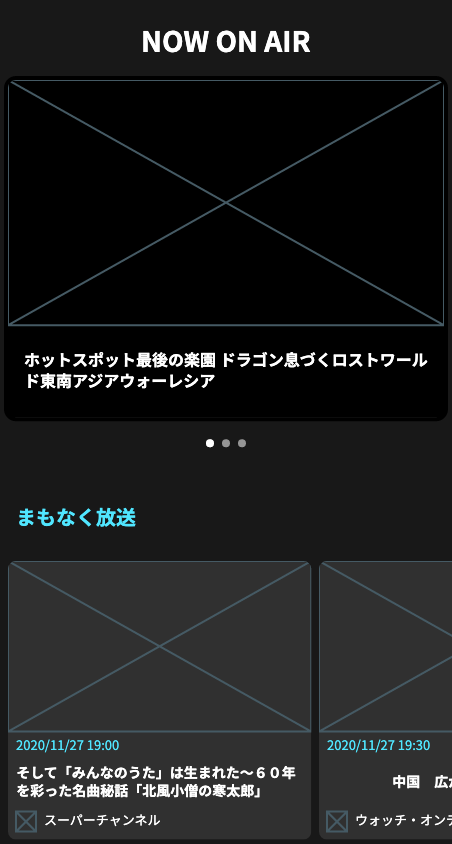 NOW ON AIR
ホットスポット最後の楽園 ドラゴン息づくロストワール
ド東南アジアウォーレシア
まもなく放送
2020/11/27 19:00
そして「みんなのうた」は生まれた〜６０年
を彩った名曲秘話「北風小僧の寒太郎」
スーパーチャンネル
2020/11/27 19:30
中国　広
ウォッチ・オン